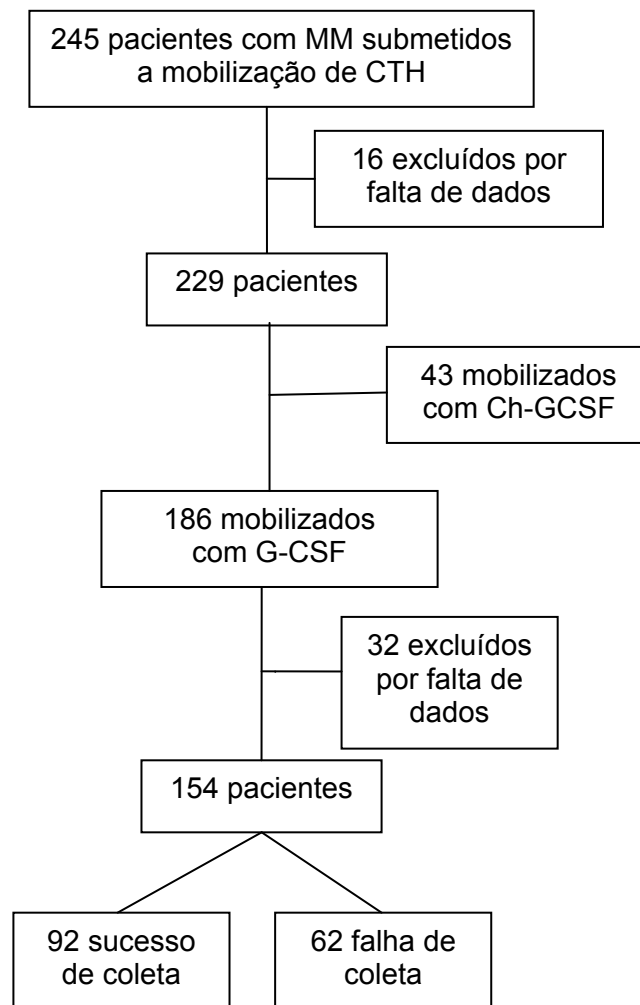 245 pacientes com MM submetidos
a mobilização de CTH
16 excluídos por
falta de dados
229 pacientes
43 mobilizados
com Ch-GCSF
186 mobilizados
com G-CSF
32 excluídos
por falta de
dados
154 pacientes
92 sucesso
de coleta
62 falha de
coleta